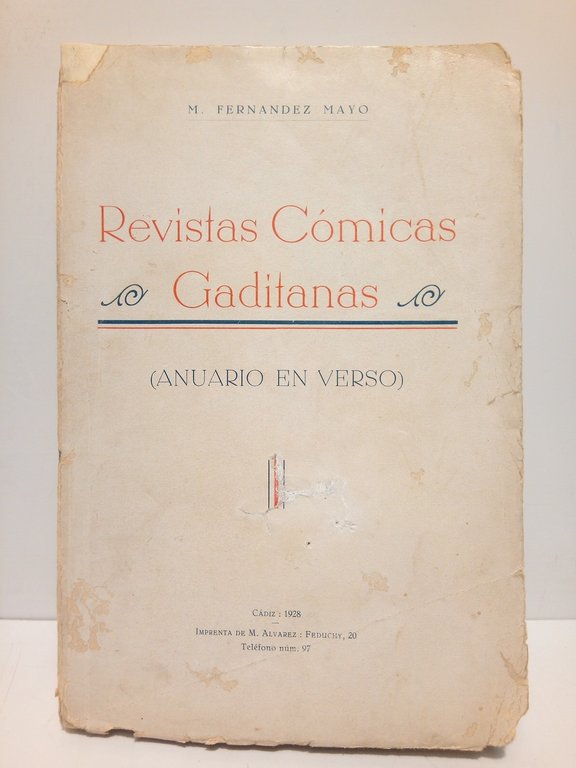 M. FERNANDEZ MAYO
Revistas Cómicas
Gaditanas
(ANUARIO EN VERSO)
CÁDIZ : 1928
IMPRENTA DE M. ALVAREZ : FEDUCHY, 20
Teléfono núm. 97